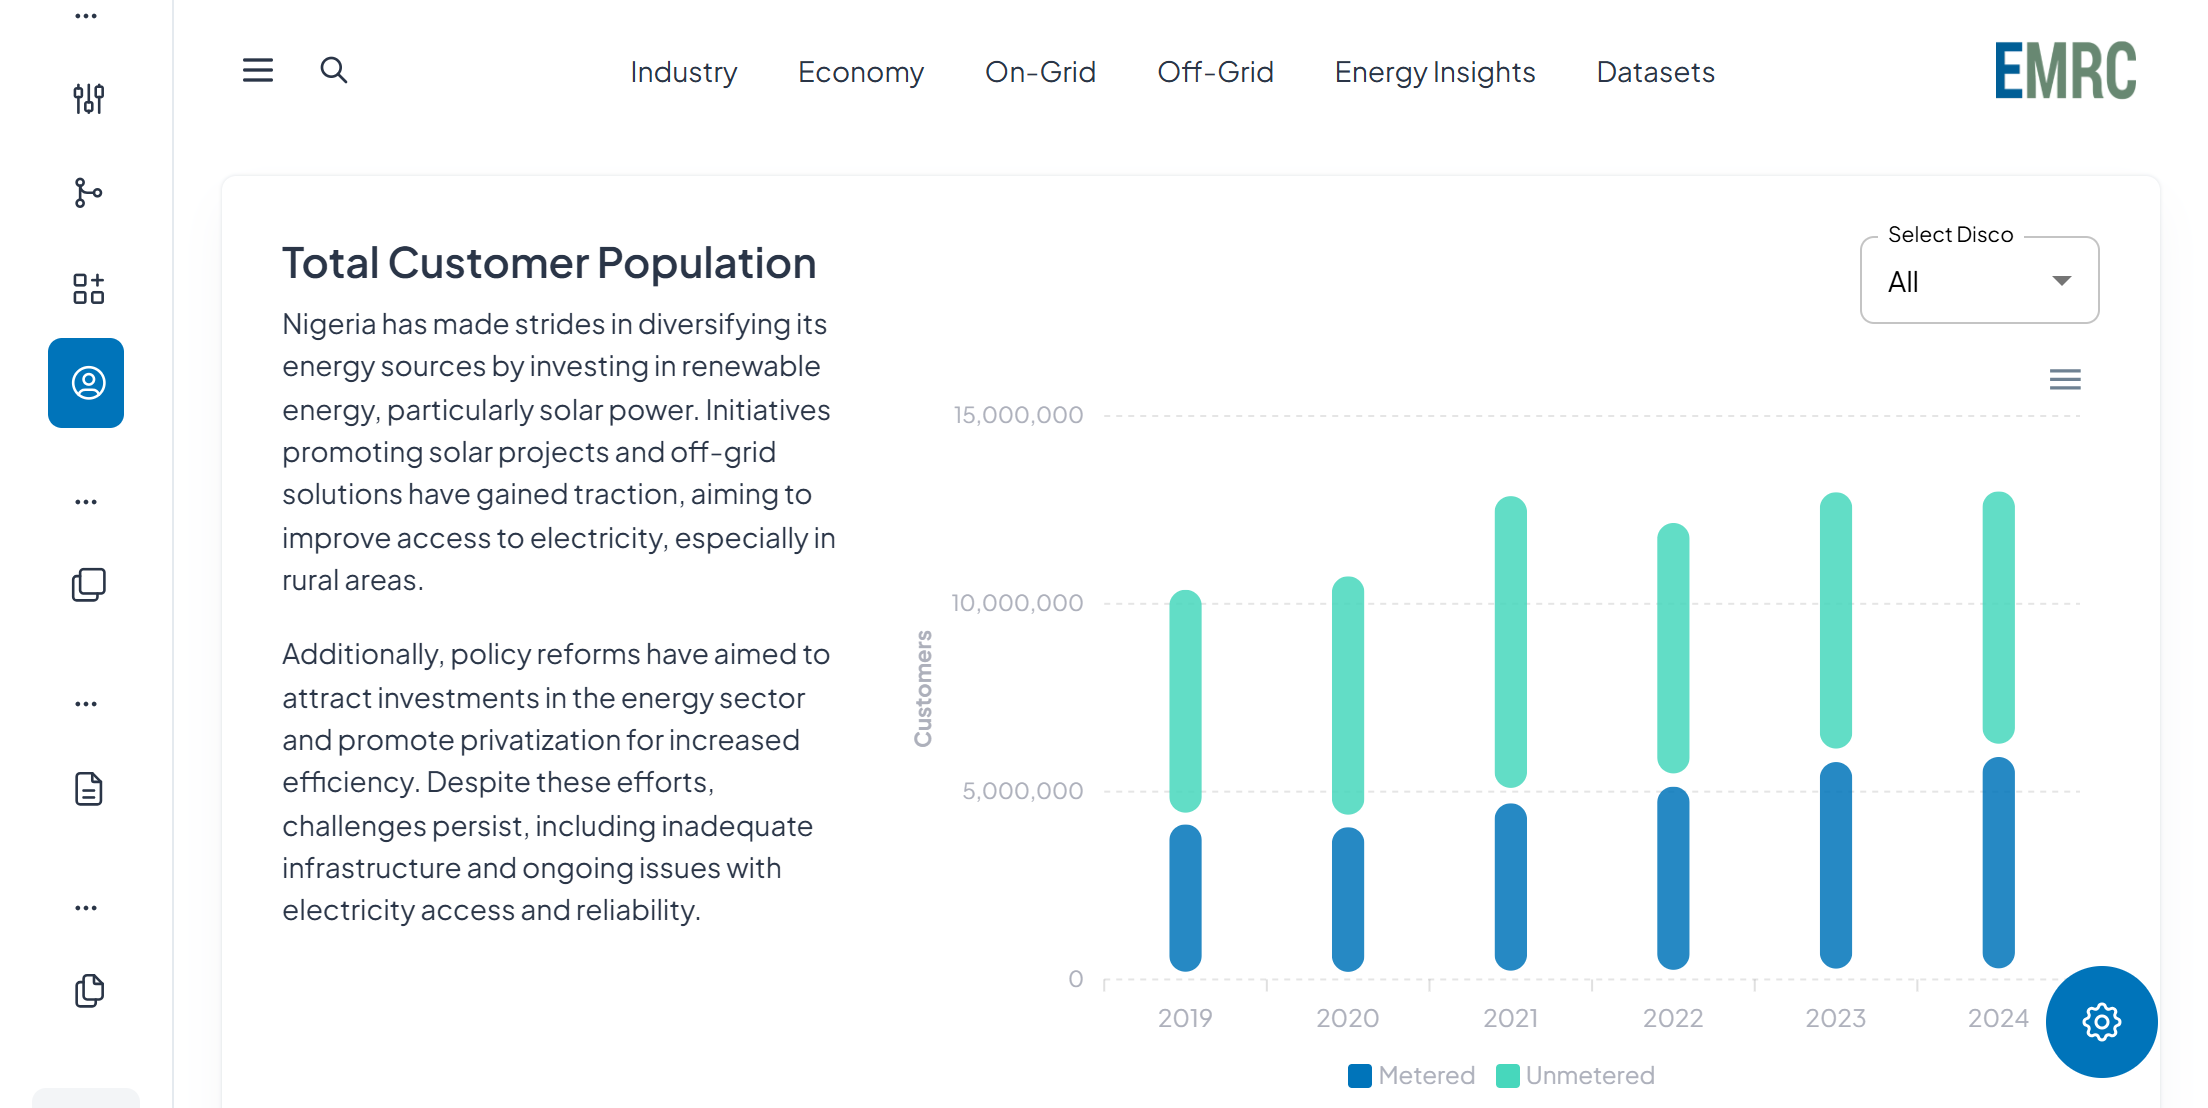 Industry Economy On-Grid Off-Grid Energy Insights Datasets
EMRC
Total Customer Population
Nigeria has made strides in diversifying its
energy sources by investing in renewable
energy, particularly solar power. Initiatives
promoting solar projects and off-grid
solutions have gained traction, aiming to
improve access to electricity, especially in
rural areas.
Additionally, policy reforms have aimed to
attract investments in the energy sector
and promote privatization for increased
efficiency. Despite these efforts,
challenges persist, including inadequate
infrastructure and ongoing issues with
electricity access and reliability.
Select Disco
All
Customers
15,000,000
10,000,000
5,000,000
0
2019 2020 2021 2022 2023 2024
Metered Unmetered